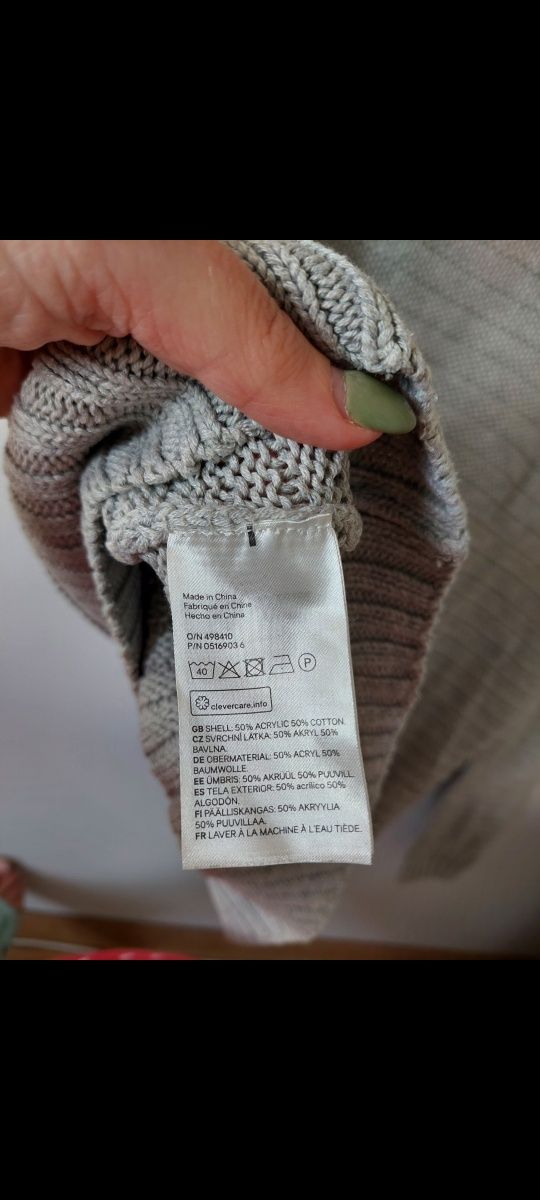 Made in China
Fabriqué en Chine
Hecho en China
O/N 498410
P/N 0516903 6
40 P
clevercare.info
GB SHELL: 50% ACRYLIC 50% COTTON.
CZ SVRCHNÍ LÁTKA: 50% AKRYL 50%
BAVLNA.
DE OBERMATERIAL: 50% ACRYL 50%
BAUMWOLLE.
EE ÜMBRIS: 50% AKRÜÜL 50% PUUVILL.
ES TELA EXTERIOR: 50% acrílico 50%
ALGODÓN.
FI PÄÄLLISKANGAS: 50% AKRYYLIA
50% PUUVILLAA.
FR LAVER À LA MACHINE À L'EAU TIÈDE.